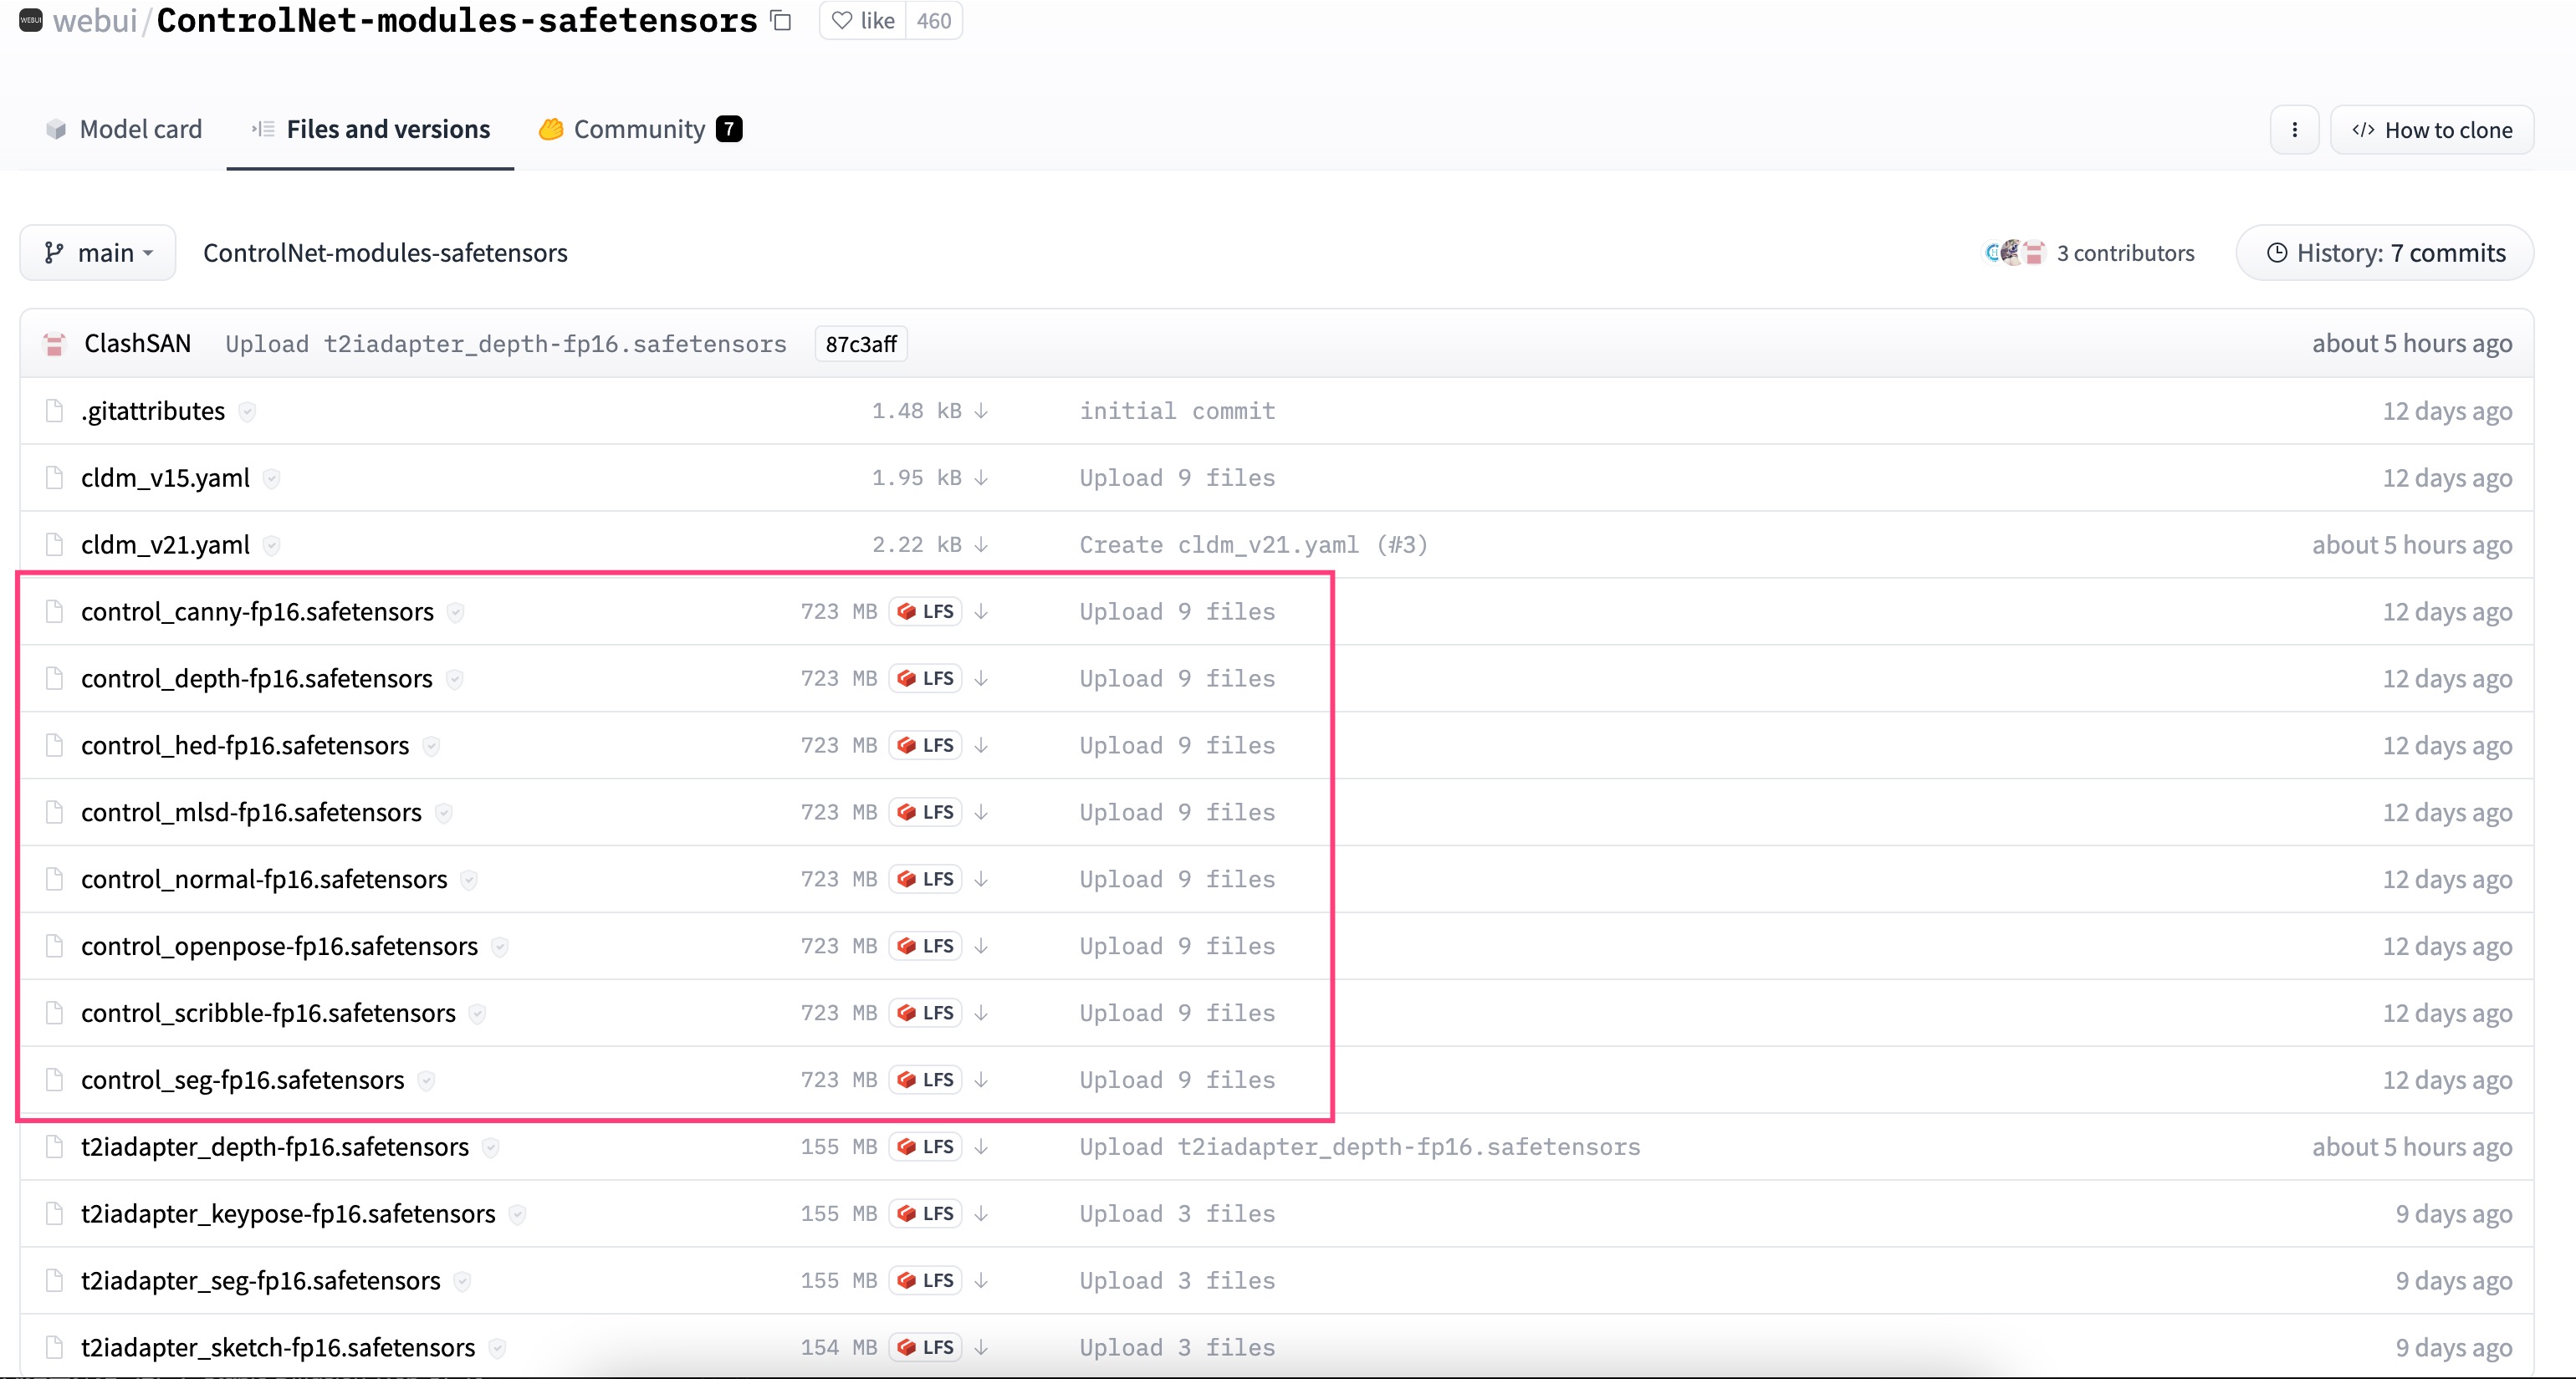 webui/ControlNet-modules-safetensors like 460
Model card Files and versions Community 7 How to clone
main ControlNet-modules-safetensors 3 contributors History: 7 commits
ClashSAN Upload t2iadapter_depth-fp16.safetensors 87c3aff about 5 hours ago
.gitattributes 1.48 kB initial commit 12 days ago
cldm_v15.yaml 1.95 kB Upload 9 files 12 days ago
cldm_v21.yaml 2.22 kB Create cldm_v21.yaml (#3) about 5 hours ago
control_canny-fp16.safetensors 723 MB LFS Upload 9 files 12 days ago
control_depth-fp16.safetensors 723 MB LFS Upload 9 files 12 days ago
control_hed-fp16.safetensors 723 MB LFS Upload 9 files 12 days ago
control_mlsd-fp16.safetensors 723 MB LFS Upload 9 files 12 days ago
control_normal-fp16.safetensors 723 MB LFS Upload 9 files 12 days ago
control_openpose-fp16.safetensors 723 MB LFS Upload 9 files 12 days ago
control_scribble-fp16.safetensors 723 MB LFS Upload 9 files 12 days ago
control_seg-fp16.safetensors 723 MB LFS Upload 9 files 12 days ago
t2iadapter_depth-fp16.safetensors 155 MB LFS Upload t2iadapter_depth-fp16.safetensors about 5 hours ago
t2iadapter_keypose-fp16.safetensors 155 MB LFS Upload 3 files 9 days ago
t2iadapter_seg-fp16.safetensors 155 MB LFS Upload 3 files 9 days ago
t2iadapter_sketch-fp16.safetensors 154 MB LFS Upload 3 files 9 days ago